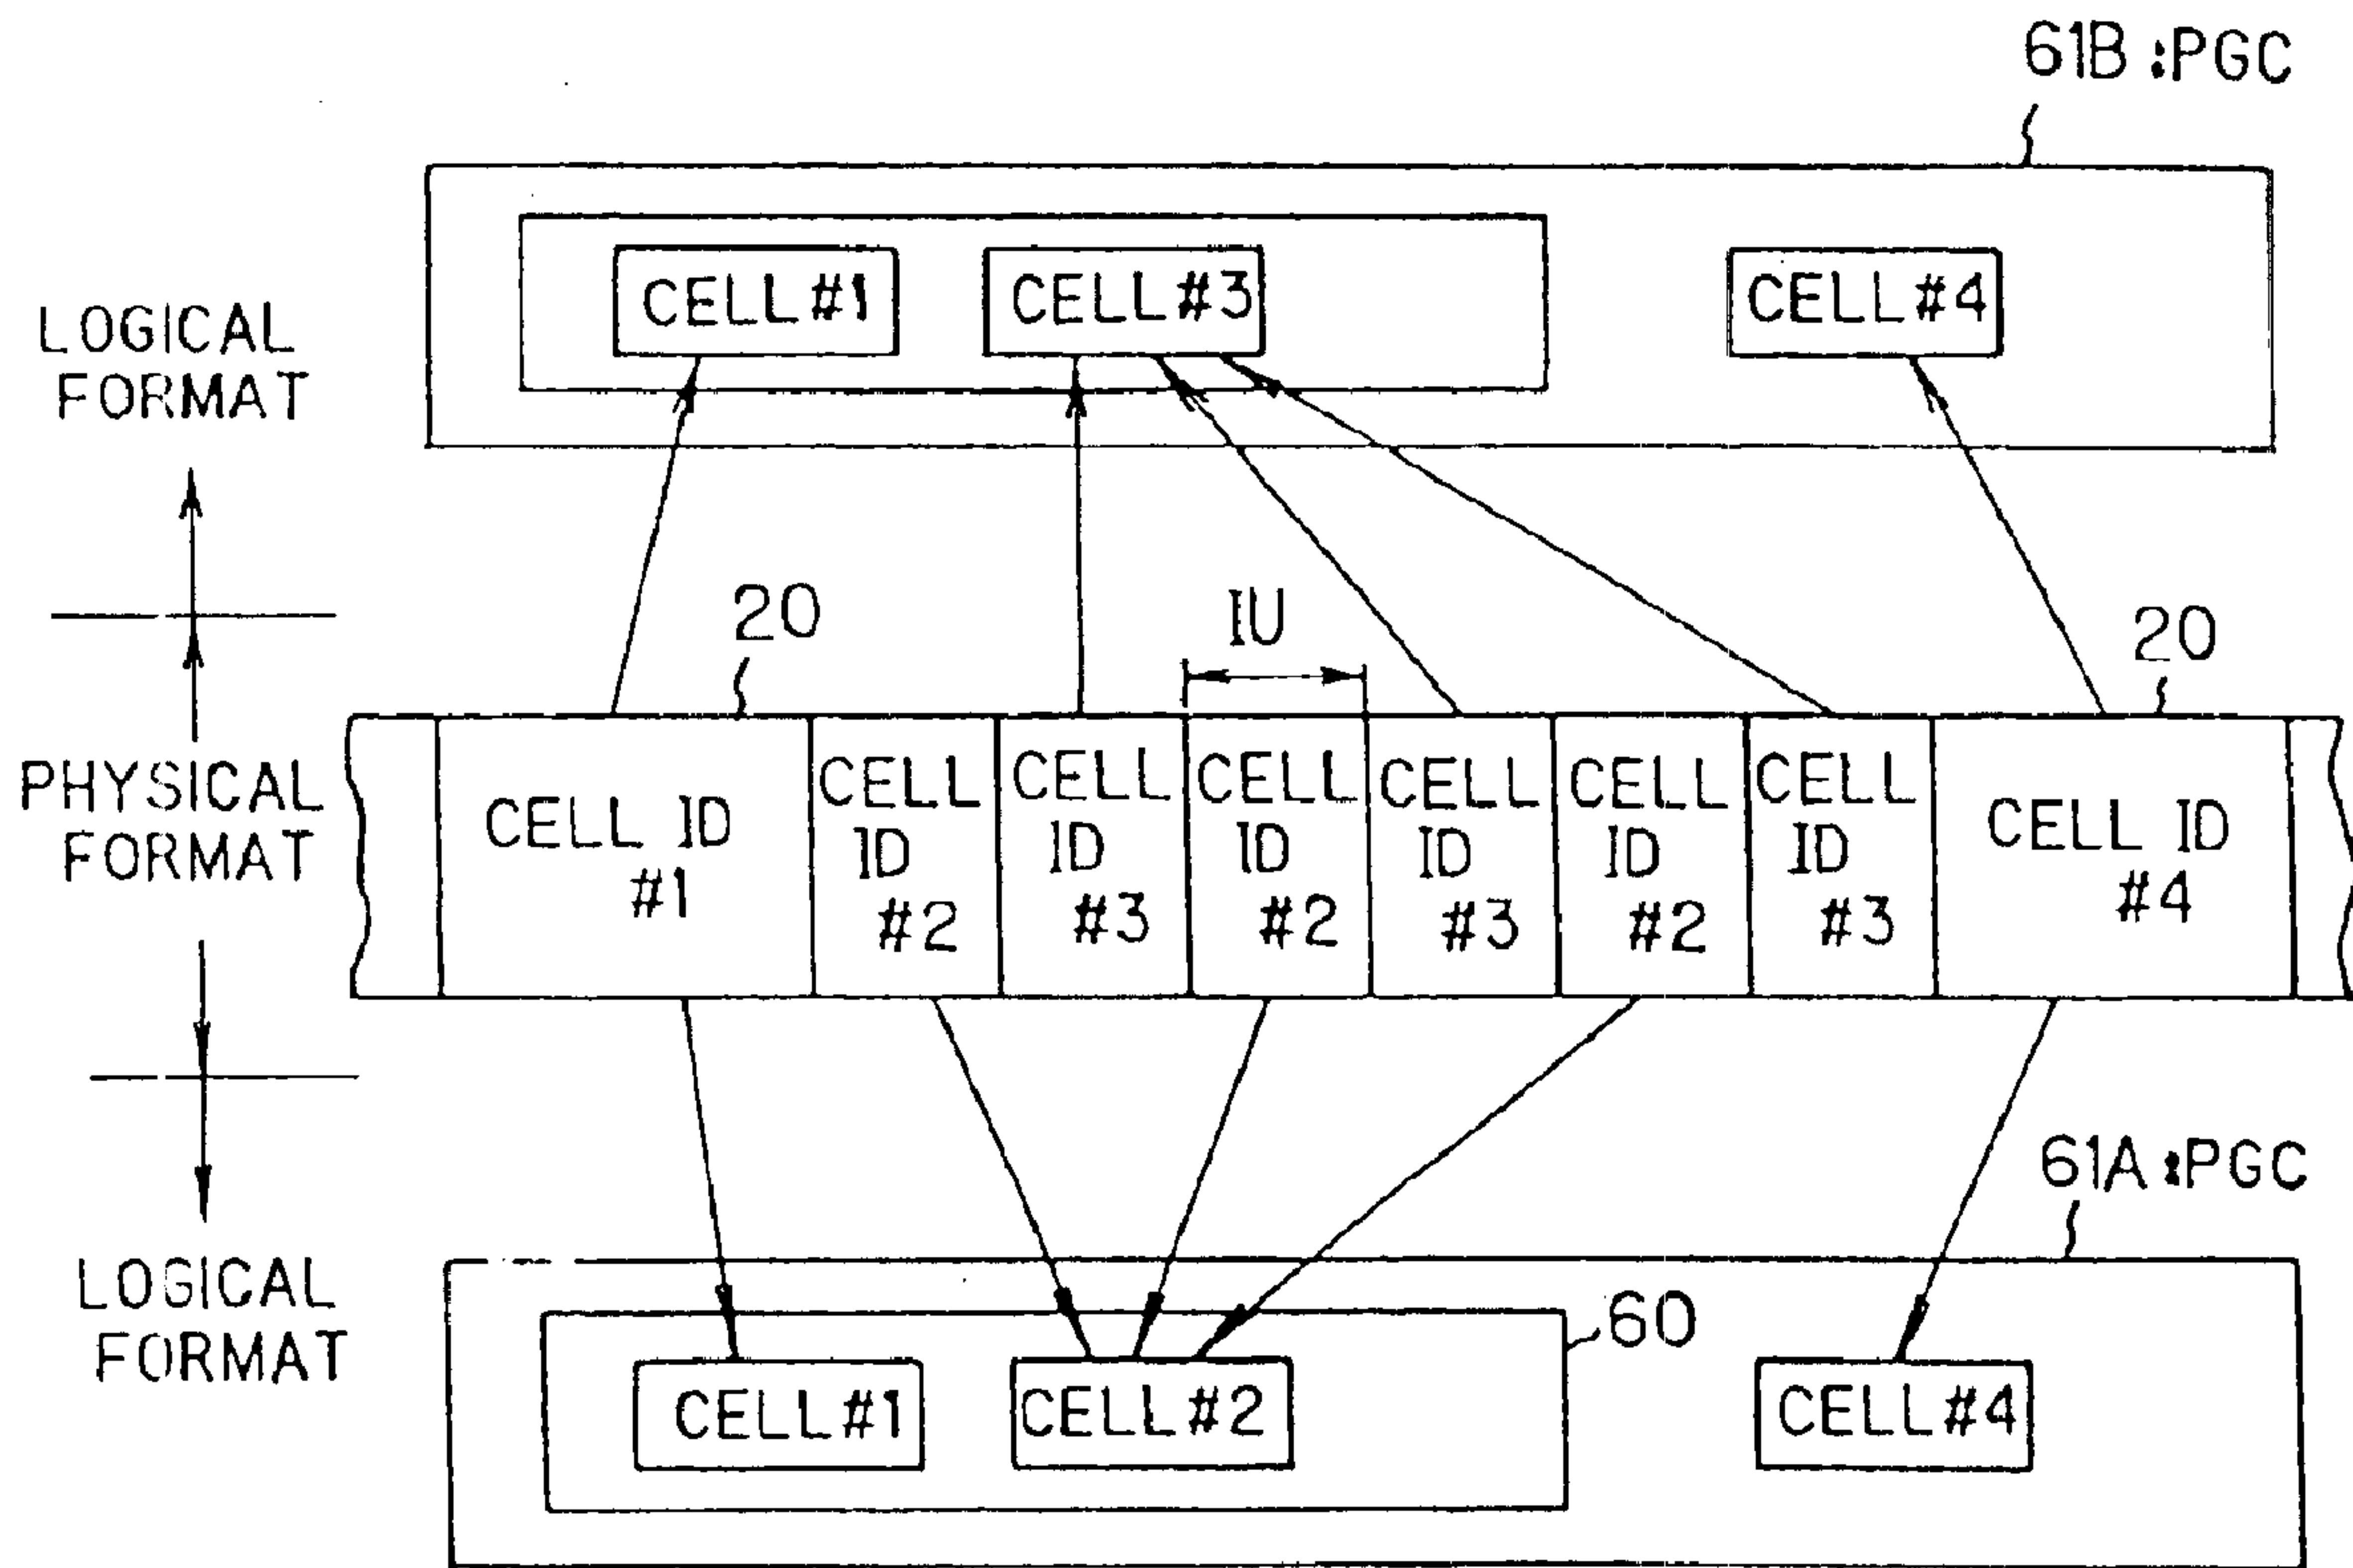 61B :PGC
CELL #1
CELL #3
CELL #4
LOGICAL
FORMAT
20
IU
20
PHYSICAL
FORMAT
CELL ID
#1
CELL
ID
#2
CELL
ID
#3
CELL
ID
#2
CELL
ID
#3
CELL
ID
#2
CELL
ID
#3
CELL ID
#4
61A :PGC
LOGICAL
FORMAT
60
CELL #1
CELL #2
CELL #4